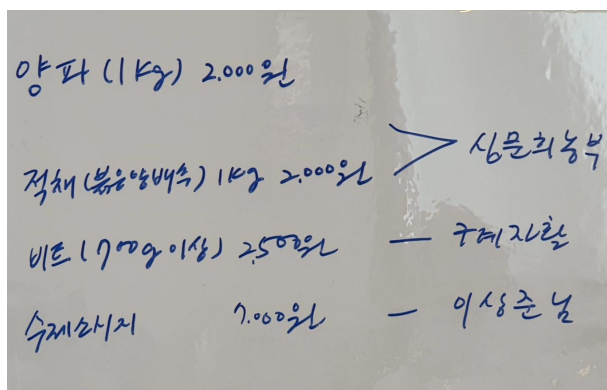 양파 (1kg) 2.000원
적채 (붉은양배추) 1kg 2.000원 > 심문희농부
비트 (700g 이상) 2,500원 — 구례자활
수제소시지 7.000원 — 이상준님